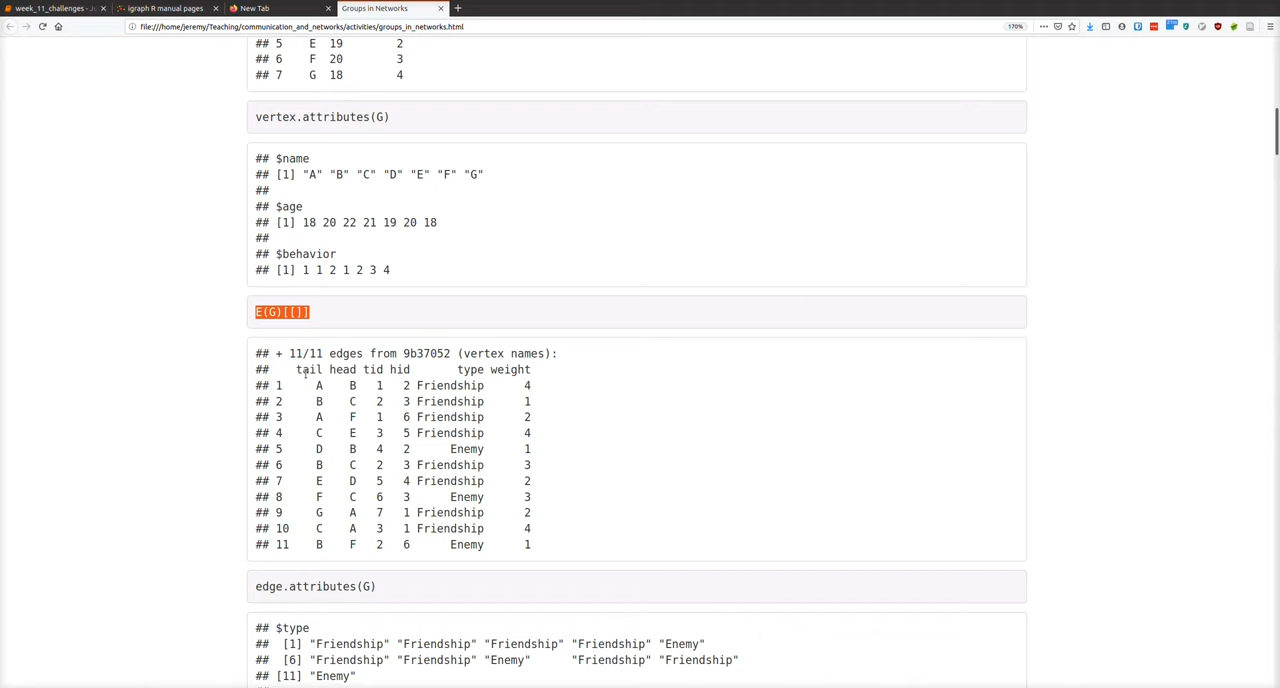 week_11_challenges - Ju
igraph R manual pages
New Tab
Groups in Networks
file:///home/jeremy/Teaching/communication_and_networks/activities/groups_in_networks.html
170%
## 5    E  19        2
## 6    F  20        3
## 7    G  18        4
vertex.attributes(G)
## $name
## [1] "A" "B" "C" "D" "E" "F" "G"
##
## $age
## [1] 18 20 22 21 19 20 18
##
## $behavior
## [1] 1 1 2 1 2 3 4
E(G)[[]]
## + 11/11 edges from 9b37052 (vertex names):
##    tail head tid hid       type weight
## 1     A    B   1   2 Friendship      4
## 2     B    C   2   3 Friendship      1
## 3     A    F   1   6 Friendship      2
## 4     C    E   3   5 Friendship      4
## 5     D    B   4   2      Enemy      1
## 6     B    C   2   3 Friendship      3
## 7     E    D   5   4 Friendship      2
## 8     F    C   6   3      Enemy      3
## 9     G    A   7   1 Friendship      2
## 10    C    A   3   1 Friendship      4
## 11    B    F   2   6      Enemy      1
edge.attributes(G)
## $type
##  [1] "Friendship" "Friendship" "Friendship" "Friendship" "Enemy"
##  [6] "Friendship" "Friendship" "Enemy"      "Friendship" "Friendship"
## [11] "Enemy"